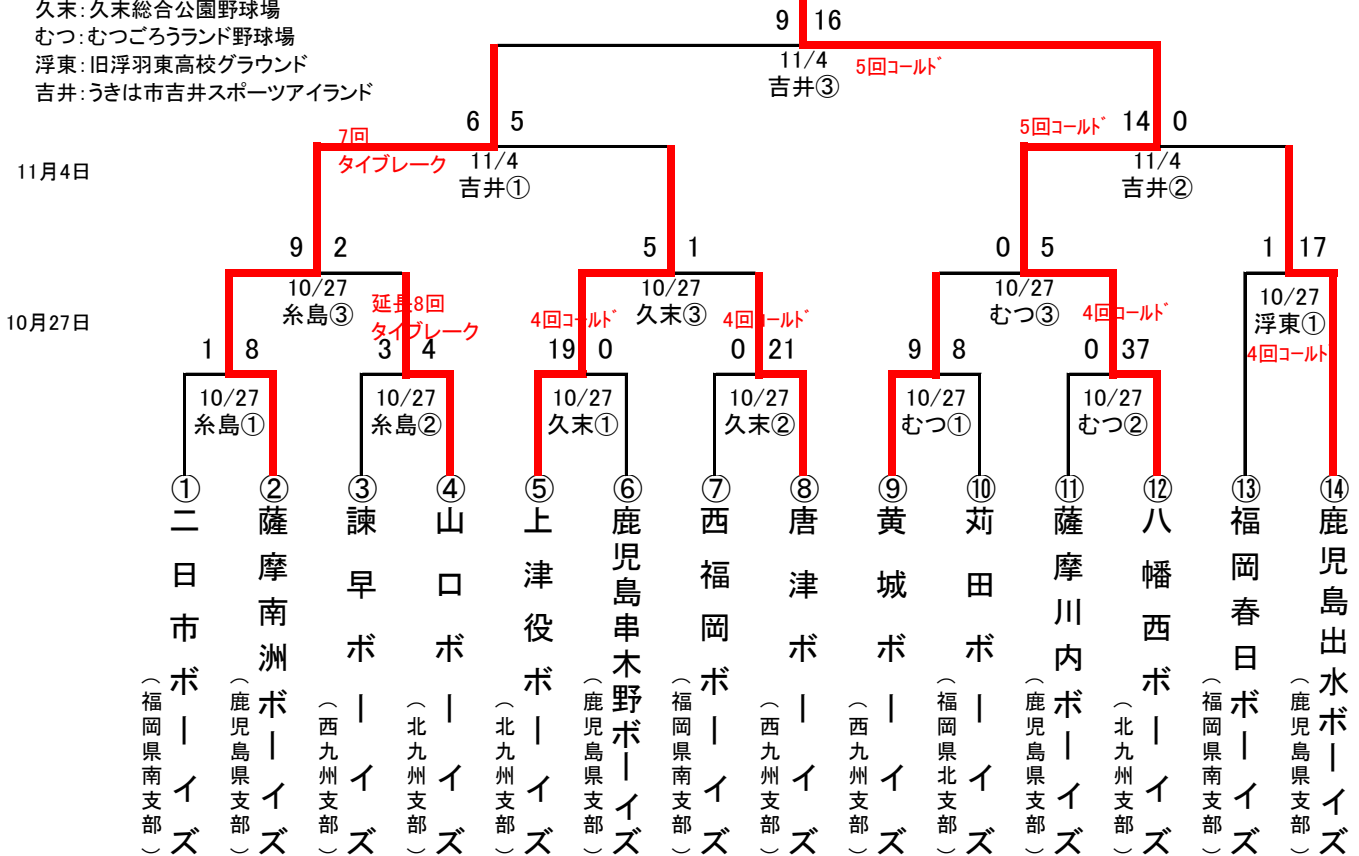 久末：久末総合公園野球場
むつ：むつごろうランド野球場
浮東：旧浮羽東高校グラウンド
吉井：うきは市吉井スポーツアイランド
9 16
11/4
吉井③
5回ｺｰﾙﾄﾞ
6 5
7回
タイブレーク
11/4
吉井①
5回ｺｰﾙﾄﾞ
14 0
11/4
吉井②
11月4日
9 2
10/27
糸島③
5 1
10/27
久末③
0 5
10/27
むつ③
1 17
10/27
浮東①
4回ｺｰﾙﾄﾞ
10月27日
延長8回
タイブレーク
4回ｺｰﾙﾄﾞ
4回ｺｰﾙﾄﾞ
4回ｺｰﾙﾄﾞ
1 8
10/27
糸島①
3 4
10/27
糸島②
19 0
10/27
久末①
0 21
10/27
久末②
9 8
10/27
むつ①
0 37
10/27
むつ②
①
二日市ボーイズ
（福岡県南支部）
②
薩摩南洲ボーイズ
（鹿児島県支部）
③
諫早ボーイズ
（西九州支部）
④
山口ボーイズ
（北九州支部）
⑤
上津役ボーイズ
（北九州支部）
⑥
鹿児島串木野ボーイズ
（鹿児島県支部）
⑦
西福岡ボーイズ
（福岡県南支部）
⑧
唐津ボーイズ
（西九州支部）
⑨
黄城ボーイズ
（西九州支部）
⑩
苅田ボーイズ
（福岡県北支部）
⑪
薩摩川内ボーイズ
（鹿児島県支部）
⑫
八幡西ボーイズ
（北九州支部）
⑬
福岡春日ボーイズ
（福岡県南支部）
⑭
鹿児島出水ボーイズ
（鹿児島県支部）